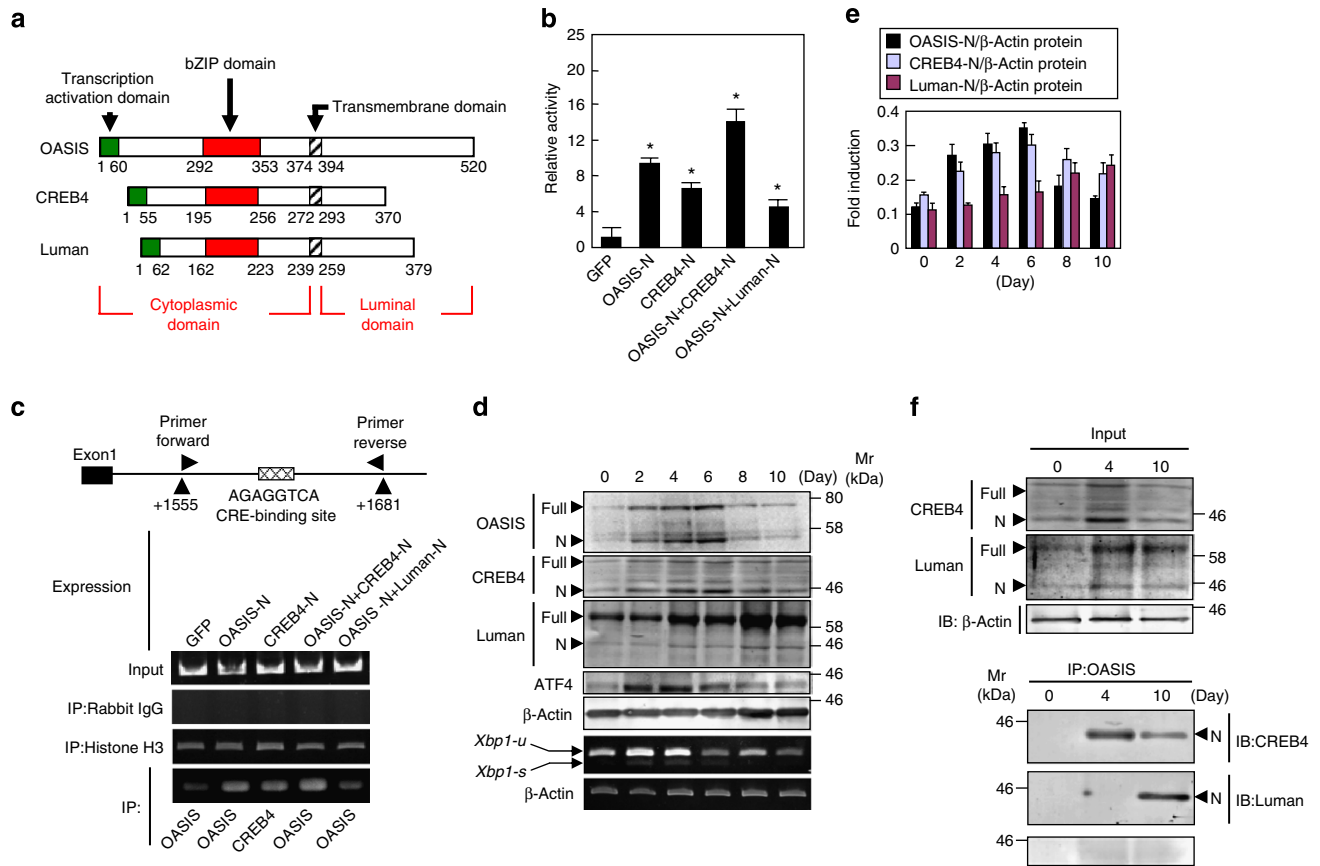 a
Transcription
activation domain
bZIP domain
Transmembrane domain
OASIS
1 60 292 353 374 394 520
CREB4
1 55 195 256 272 293 370
Luman
1 62 162 223 239 259 379
Cytoplasmic
domain
Luminal
domain
b
Relative activity
25
20
16
12
8
4
0
*
*
*
*
GFP
OASIS-N
CREB4-N
OASIS-N+CREB4-N
OASIS-N+Luman-N
e
OASIS-N/β-Actin protein
CREB4-N/β-Actin protein
Luman-N/β-Actin protein
Fold induction
0.4
0.3
0.2
0.1
0
0 2 4 6 8 10
(Day)
c
Primer
forward
Primer
reverse
Exon1
+1555
AGAGGTCA
CRE-binding site
+1681
Expression
GFP
OASIS-N
CREB4-N
OASIS-N+CREB4-N
OASIS -N+Luman-N
Input
IP:Rabbit IgG
IP:Histone H3
IP:
OASIS
OASIS
CREB4
OASIS
OASIS
d
0 2 4 6 8 10 (Day)
Mr
(kDa)
OASIS
Full
N
80
58
CREB4
Full
N
46
Luman
Full
N
58
46
ATF4
46
β-Actin
46
Xbp1-u
Xbp1-s
β-Actin
f
Input
0 4 10
CREB4
Full
N
46
Luman
Full
N
58
46
IB: β-Actin
46
Mr
(kDa)
IP:OASIS
0 4 10 (Day)
46
N
IB:CREB4
46
N
IB:Luman
46